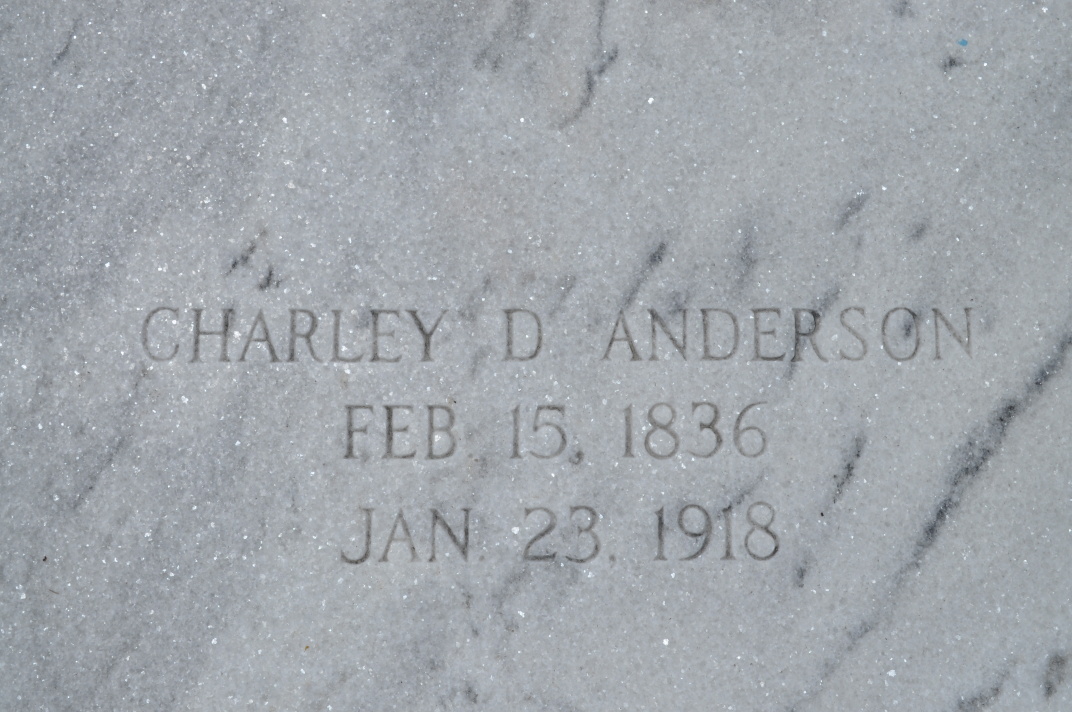 CHARLEY D. ANDERSON
FEB. 15, 1836
JAN. 23, 1918